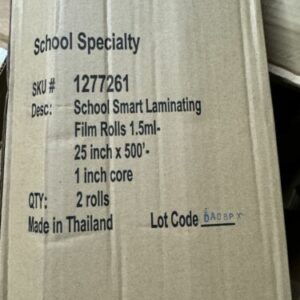 School Specialty
SKU # 1277261
Desc: School Smart Laminating
Film Rolls 1.5ml-
25 inch x 500'-
1 inch core
QTY: 2 rolls
Made in Thailand Lot Code